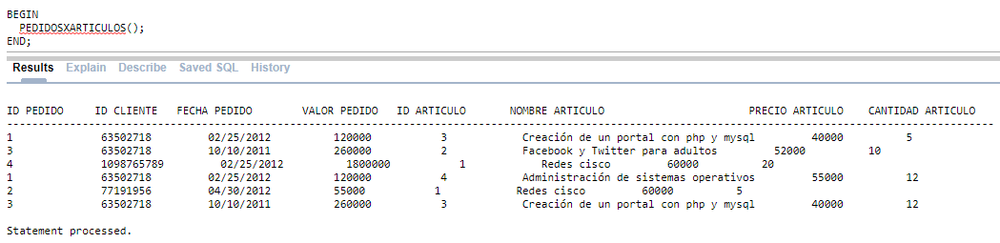 BEGIN
PEDIDOSXARTICULOS();
END;
Results Explain Describe Saved SQL History
ID PEDIDO ID CLIENTE FECHA PEDIDO VALOR PEDIDO ID ARTICULO NOMBRE ARTICULO PRECIO ARTICULO CANTIDAD ARTICULO
--------------------------------------------------------------------------------------------------------------------------------------------------------------
1 63502718 02/25/2012 120000 3 Creación de un portal con php y mysql 40000 5
3 63502718 10/10/2011 260000 2 Facebook y Twitter para adultos 52000 10
4 1098765789 02/25/2012 1800000 1 Redes cisco 60000 20
1 63502718 02/25/2012 120000 4 Administración de sistemas operativos 55000 12
2 77191956 04/30/2012 55000 1 Redes cisco 60000 5
3 63502718 10/10/2011 260000 3 Creación de un portal con php y mysql 40000 12
Statement processed.